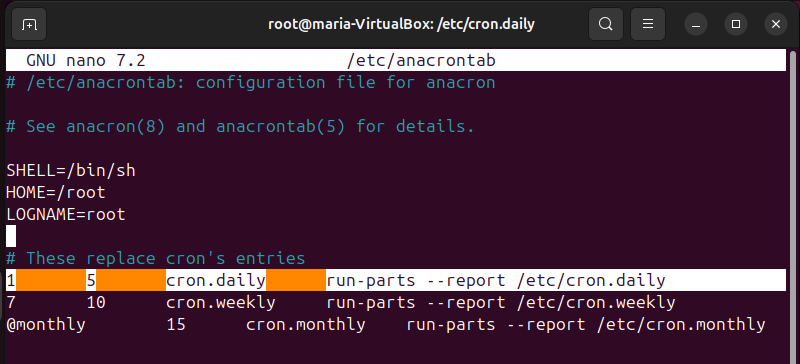 root@maria-VirtualBox: /etc/cron.daily
GNU nano 7.2 /etc/anacrontab
# /etc/anacrontab: configuration file for anacron
# See anacron(8) and anacrontab(5) for details.
SHELL=/bin/sh
HOME=/root
LOGNAME=root
# These replace cron's entries
1 5 cron.daily run-parts --report /etc/cron.daily
7 10 cron.weekly run-parts --report /etc/cron.weekly
@monthly 15 cron.monthly run-parts --report /etc/cron.monthly